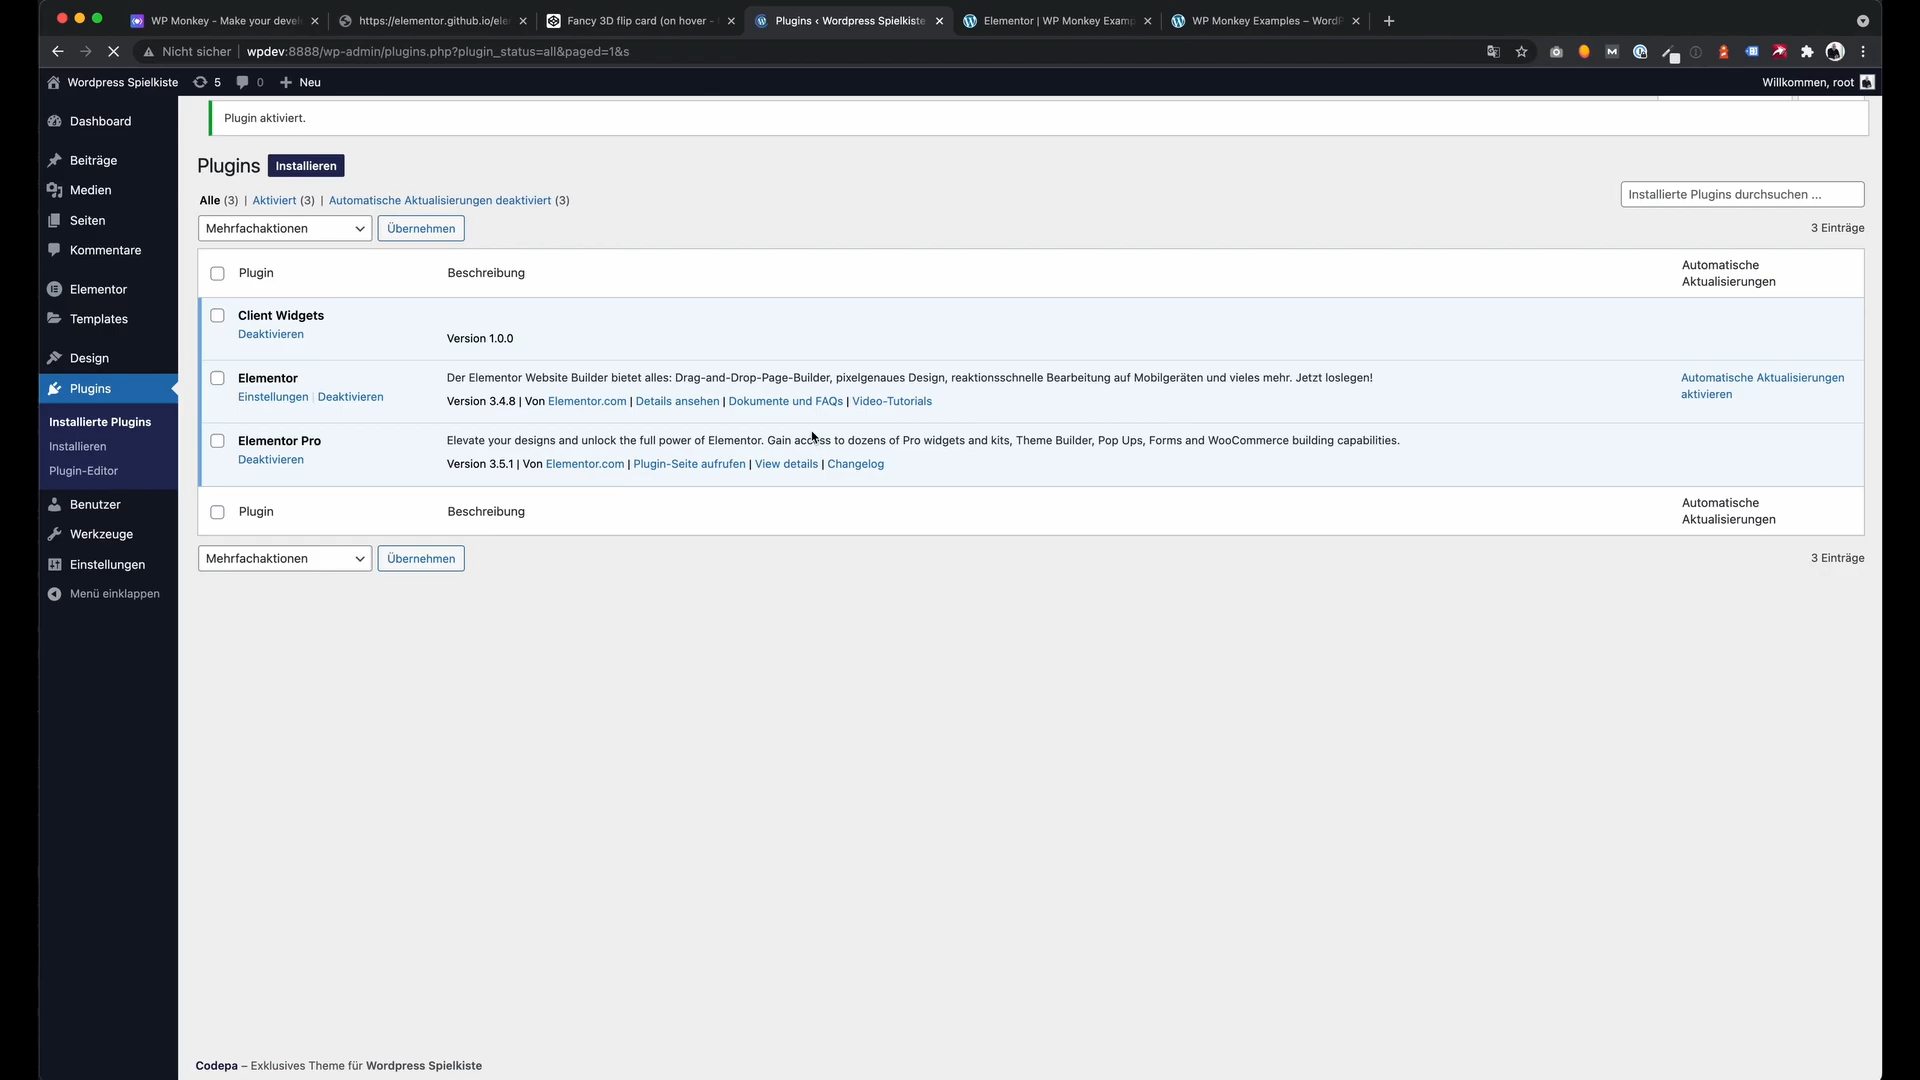 WP Monkey - Make your devel
https://elementor.github.io/ele
Fancy 3D flip card (on hover -
Plugins ‹ Wordpress Spielkiste
Elementor | WP Monkey Examp
WP Monkey Examples – WordP
Nicht sicher | wpdev:8888/wp-admin/plugins.php?plugin_status=all&paged=1&s
Wordpress Spielkiste 5 0 Neu
Willkommen, root
Dashboard
Beiträge
Medien
Seiten
Kommentare
Elementor
Templates
Design
Plugins
Installierte Plugins
Installieren
Plugin-Editor
Benutzer
Werkzeuge
Einstellungen
Menü einklappen
Plugin aktiviert.
Plugins Installieren
Alle (3) | Aktiviert (3) | Automatische Aktualisierungen deaktiviert (3)
Installierte Plugins durchsuchen ...
Mehrfachaktionen Übernehmen
3 Einträge
Plugin Beschreibung Automatische
Aktualisierungen
Client Widgets
Deaktivieren
Version 1.0.0
Elementor
Einstellungen | Deaktivieren
Der Elementor Website Builder bietet alles: Drag-and-Drop-Page-Builder, pixelgenaues Design, reaktionsschnelle Bearbeitung auf Mobilgeräten und vieles mehr. Jetzt loslegen!
Version 3.4.8 | Von Elementor.com | Details ansehen | Dokumente und FAQs | Video-Tutorials
Automatische Aktualisierungen
aktivieren
Elementor Pro
Deaktivieren
Elevate your designs and unlock the full power of Elementor. Gain access to dozens of Pro widgets and kits, Theme Builder, Pop Ups, Forms and WooCommerce building capabilities.
Version 3.5.1 | Von Elementor.com | Plugin-Seite aufrufen | View details | Changelog
Plugin Beschreibung Automatische
Aktualisierungen
Mehrfachaktionen Übernehmen
3 Einträge
Codepa – Exklusives Theme für Wordpress Spielkiste